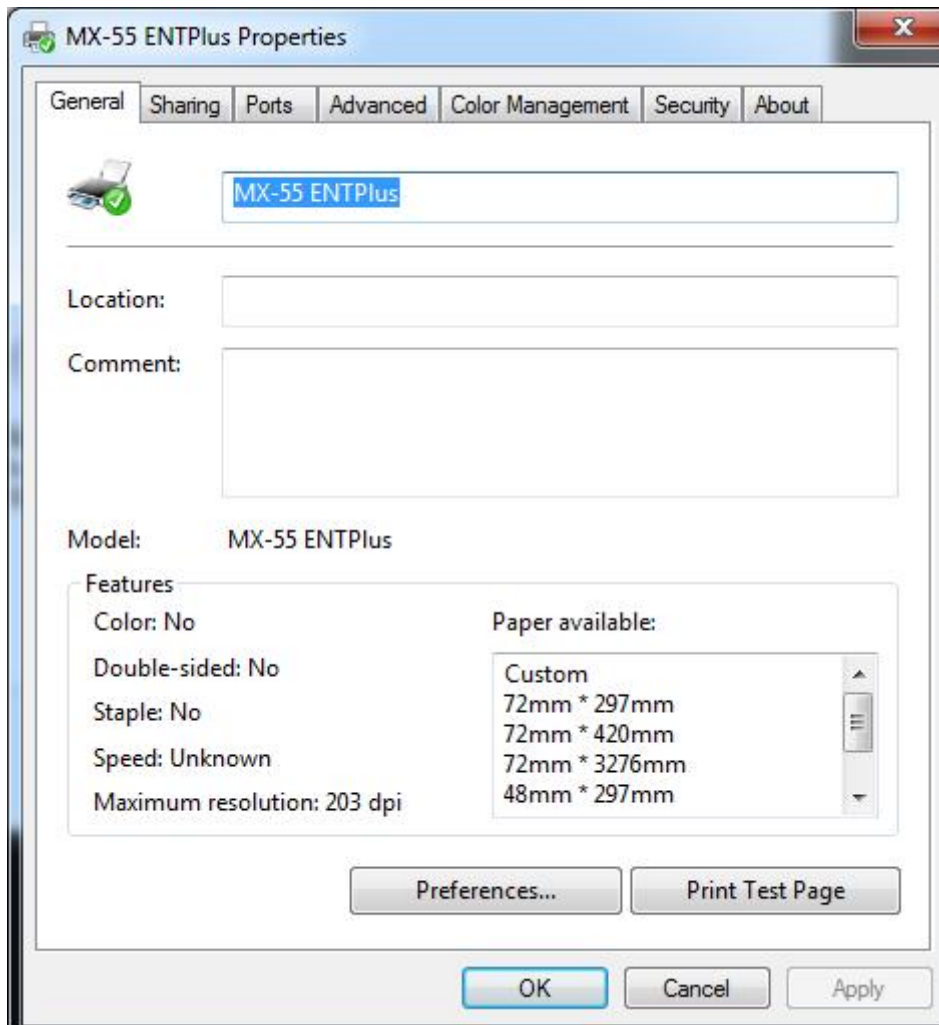 MX-55 ENTPlus Properties
General Sharing Ports Advanced Color Management Security About
MX-55 ENTPlus
Location:
Comment:
Model: MX-55 ENTPlus
Features
Color: No
Double-sided: No
Staple: No
Speed: Unknown
Maximum resolution: 203 dpi
Paper available:
Custom
72mm * 297mm
72mm * 420mm
72mm * 3276mm
48mm * 297mm
Preferences... Print Test Page
OK Cancel Apply